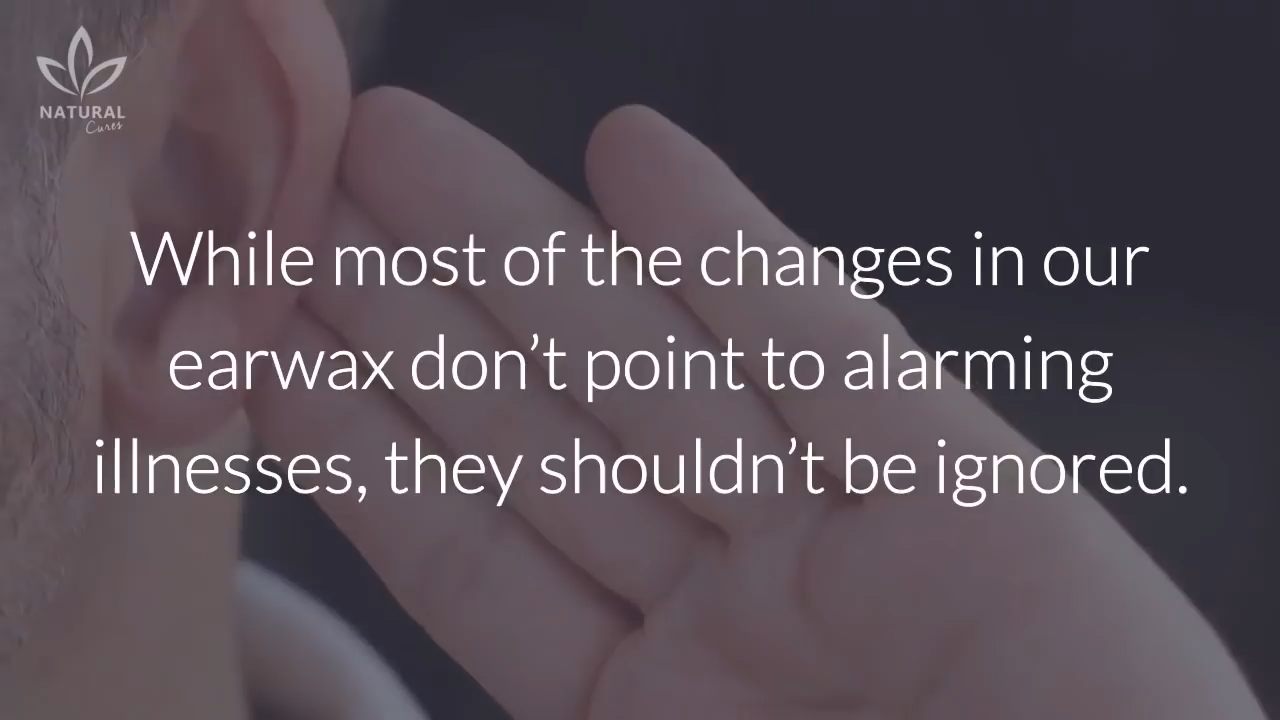 NATURAL
Cures
While most of the changes in our
earwax don’t point to alarming
illnesses, they shouldn’t be ignored.